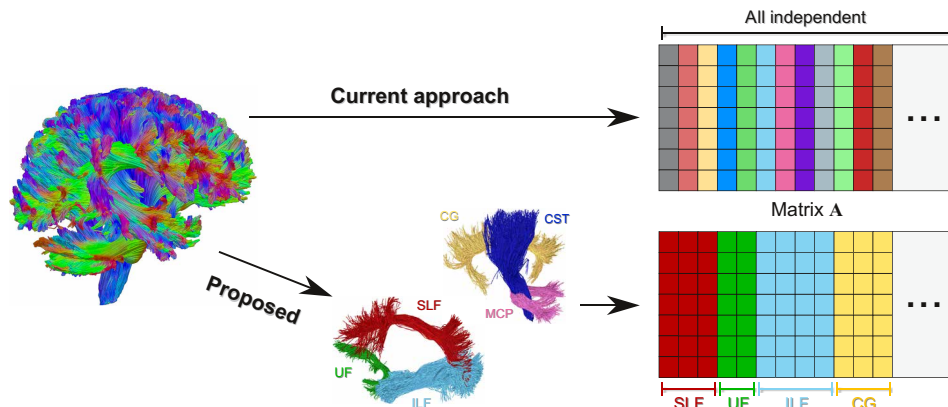 All independent
Current approach
...
Matrix A
CG
CST
MCP
Proposed
SLF
UF
ILF
...
SLF UF ILF CG